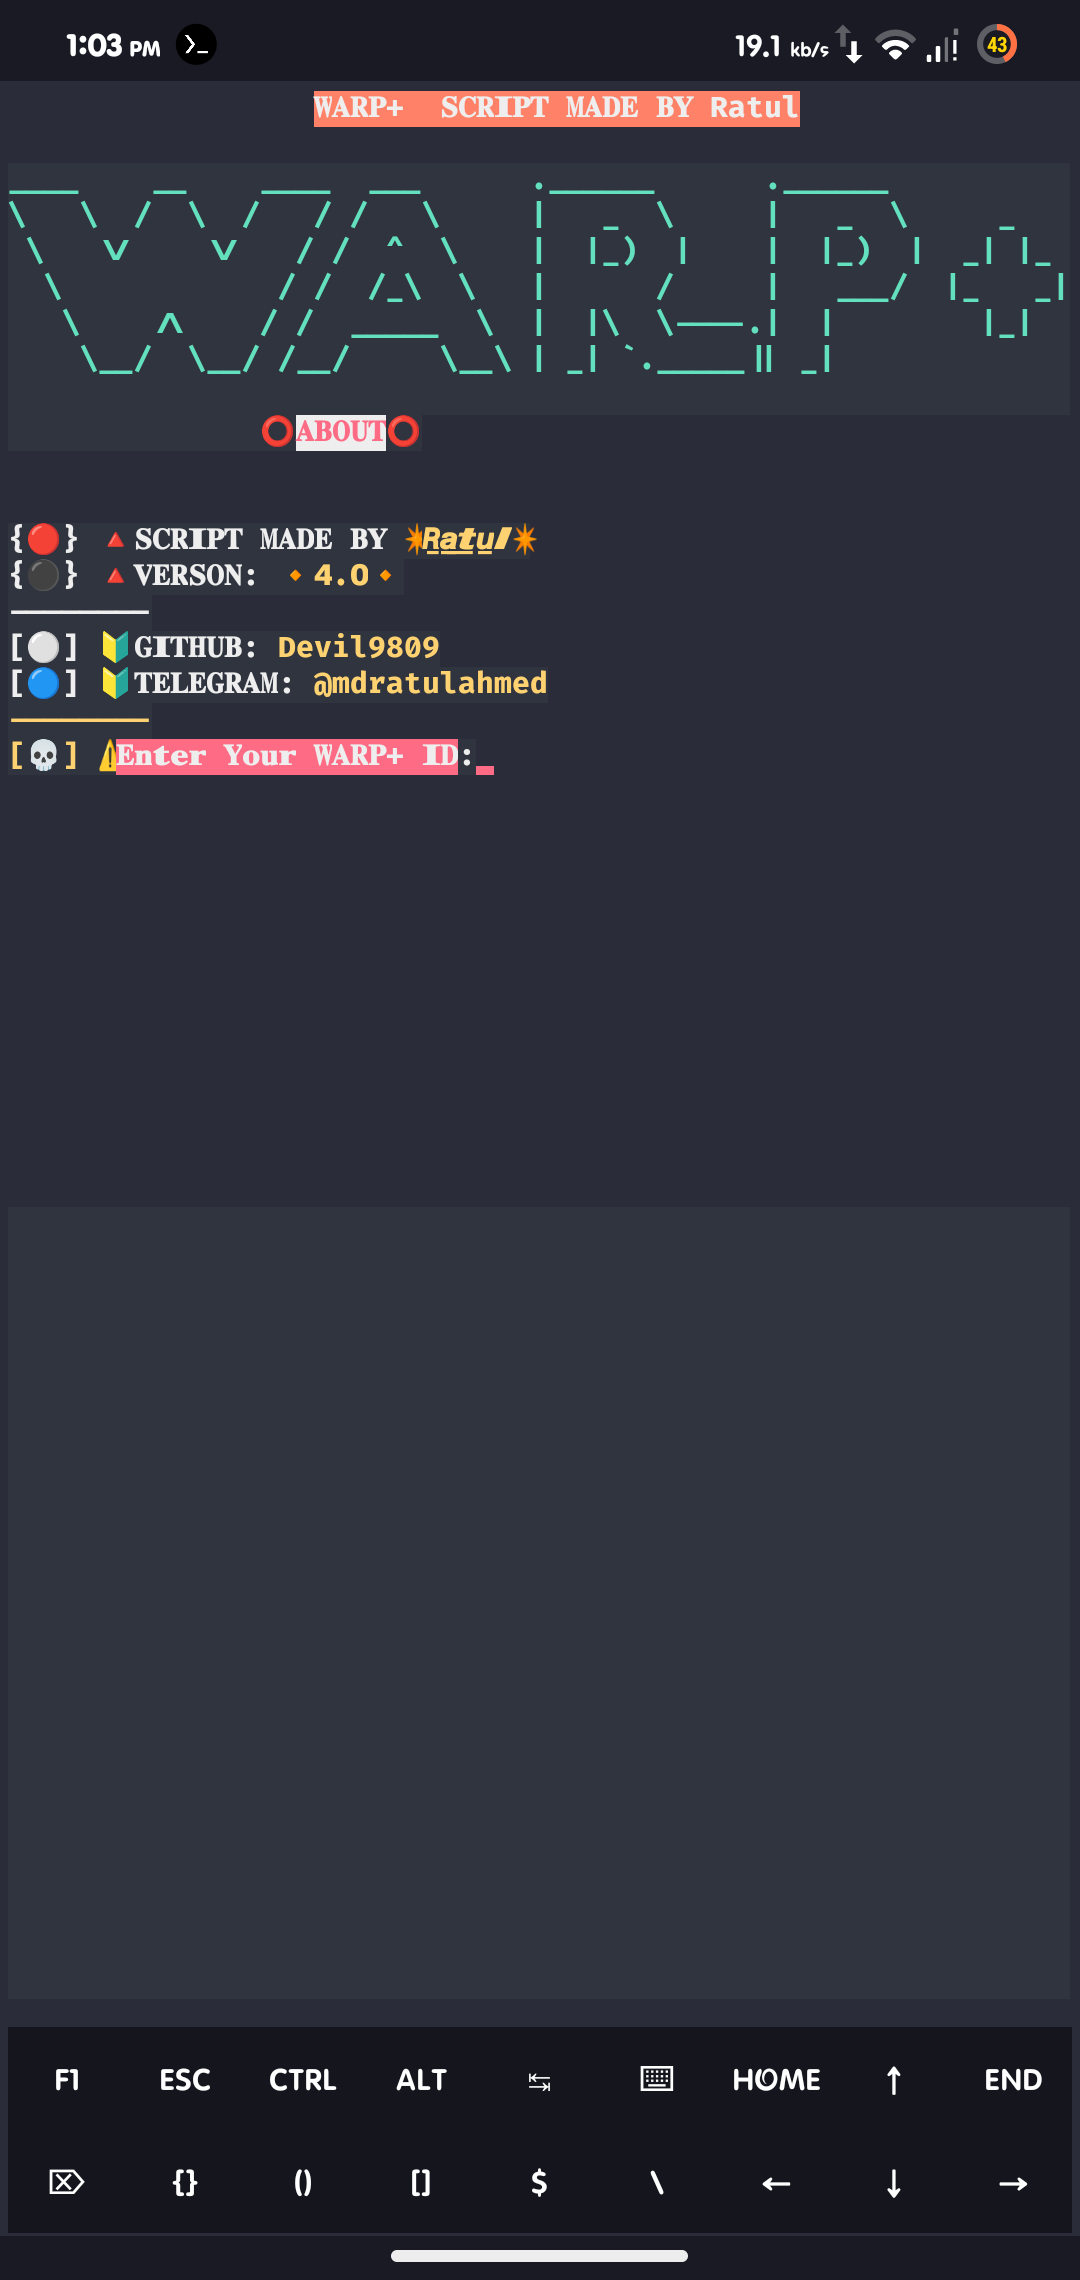 1:03 PM
19.1 kb/s
43
WARP+ SCRIPT MADE BY Ratul
WARP+
⭕ABOUT⭕
{🔴} 🔺SCRIPT MADE BY ✴Ratul✴
{⚫} 🔺VERSON: 🔸4.0🔸
[⚪] 🔰GITHUB: Devil9809
[🔵] 🔰TELEGRAM: @mdratulahmed
[💀] ⚠Enter Your WARP+ ID:
F1 ESC CTRL ALT ↹ ⌨ HOME ↑ END
⌦ {} () [] $ \ ← ↓ →